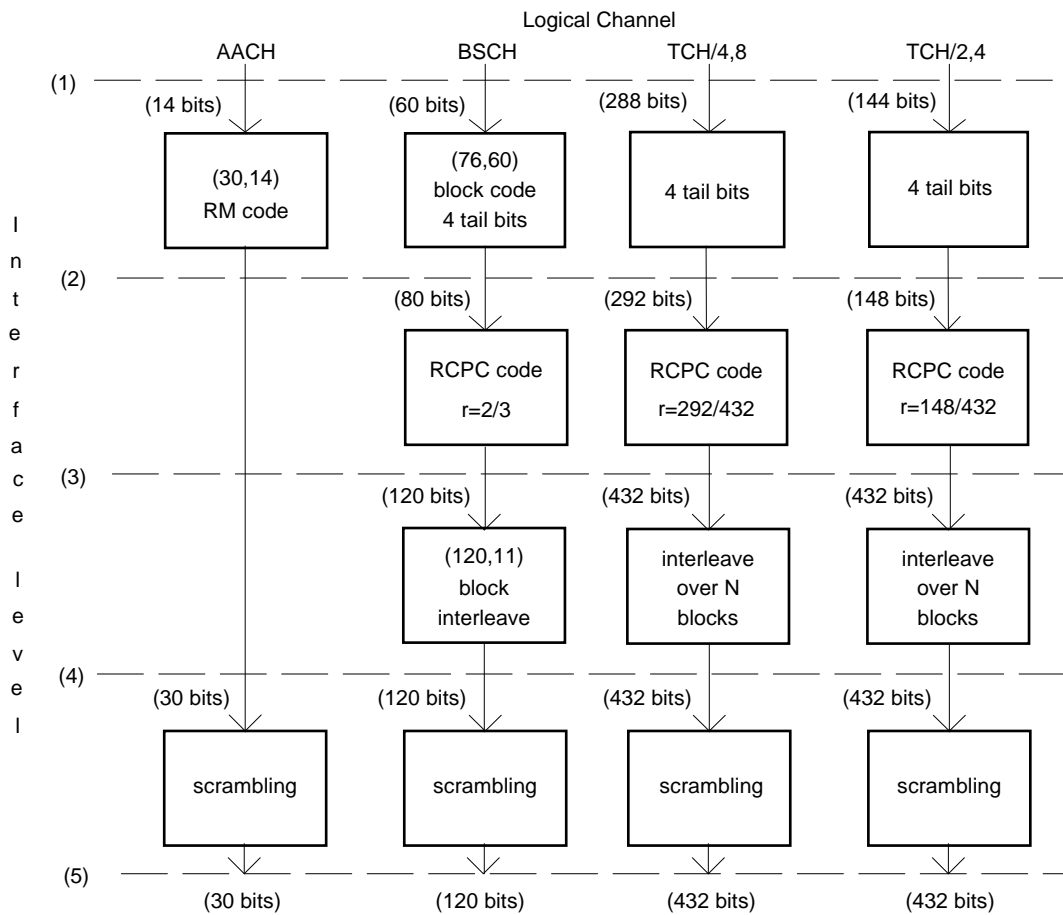 Logical Channel
AACH BSCH TCH/4,8 TCH/2,4
(1)
(14 bits) (60 bits) (288 bits) (144 bits)
(30,14)
RM code
(76,60)
block code
4 tail bits
4 tail bits
4 tail bits
Interface level
(2)
(80 bits) (292 bits) (148 bits)
RCPC code
r=2/3
RCPC code
r=292/432
RCPC code
r=148/432
(3)
(120 bits) (432 bits) (432 bits)
(120,11)
block
interleave
interleave
over N
blocks
interleave
over N
blocks
(4)
(30 bits) (120 bits) (432 bits) (432 bits)
scrambling scrambling scrambling scrambling
(5)
(30 bits) (120 bits) (432 bits) (432 bits)